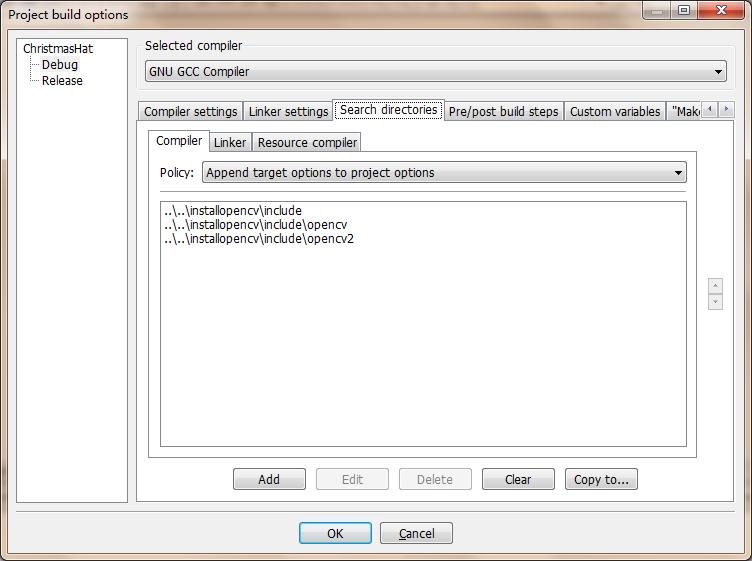 Project build options
ChristmasHat
Debug
Release
Selected compiler
GNU GCC Compiler
Compiler settings Linker settings Search directories Pre/post build steps Custom variables "Make
Compiler Linker Resource compiler
Policy: Append target options to project options
..\..\installopencv\include
..\..\installopencv\include\opencv
..\..\installopencv\include\opencv2
Add Edit Delete Clear Copy to...
OK Cancel